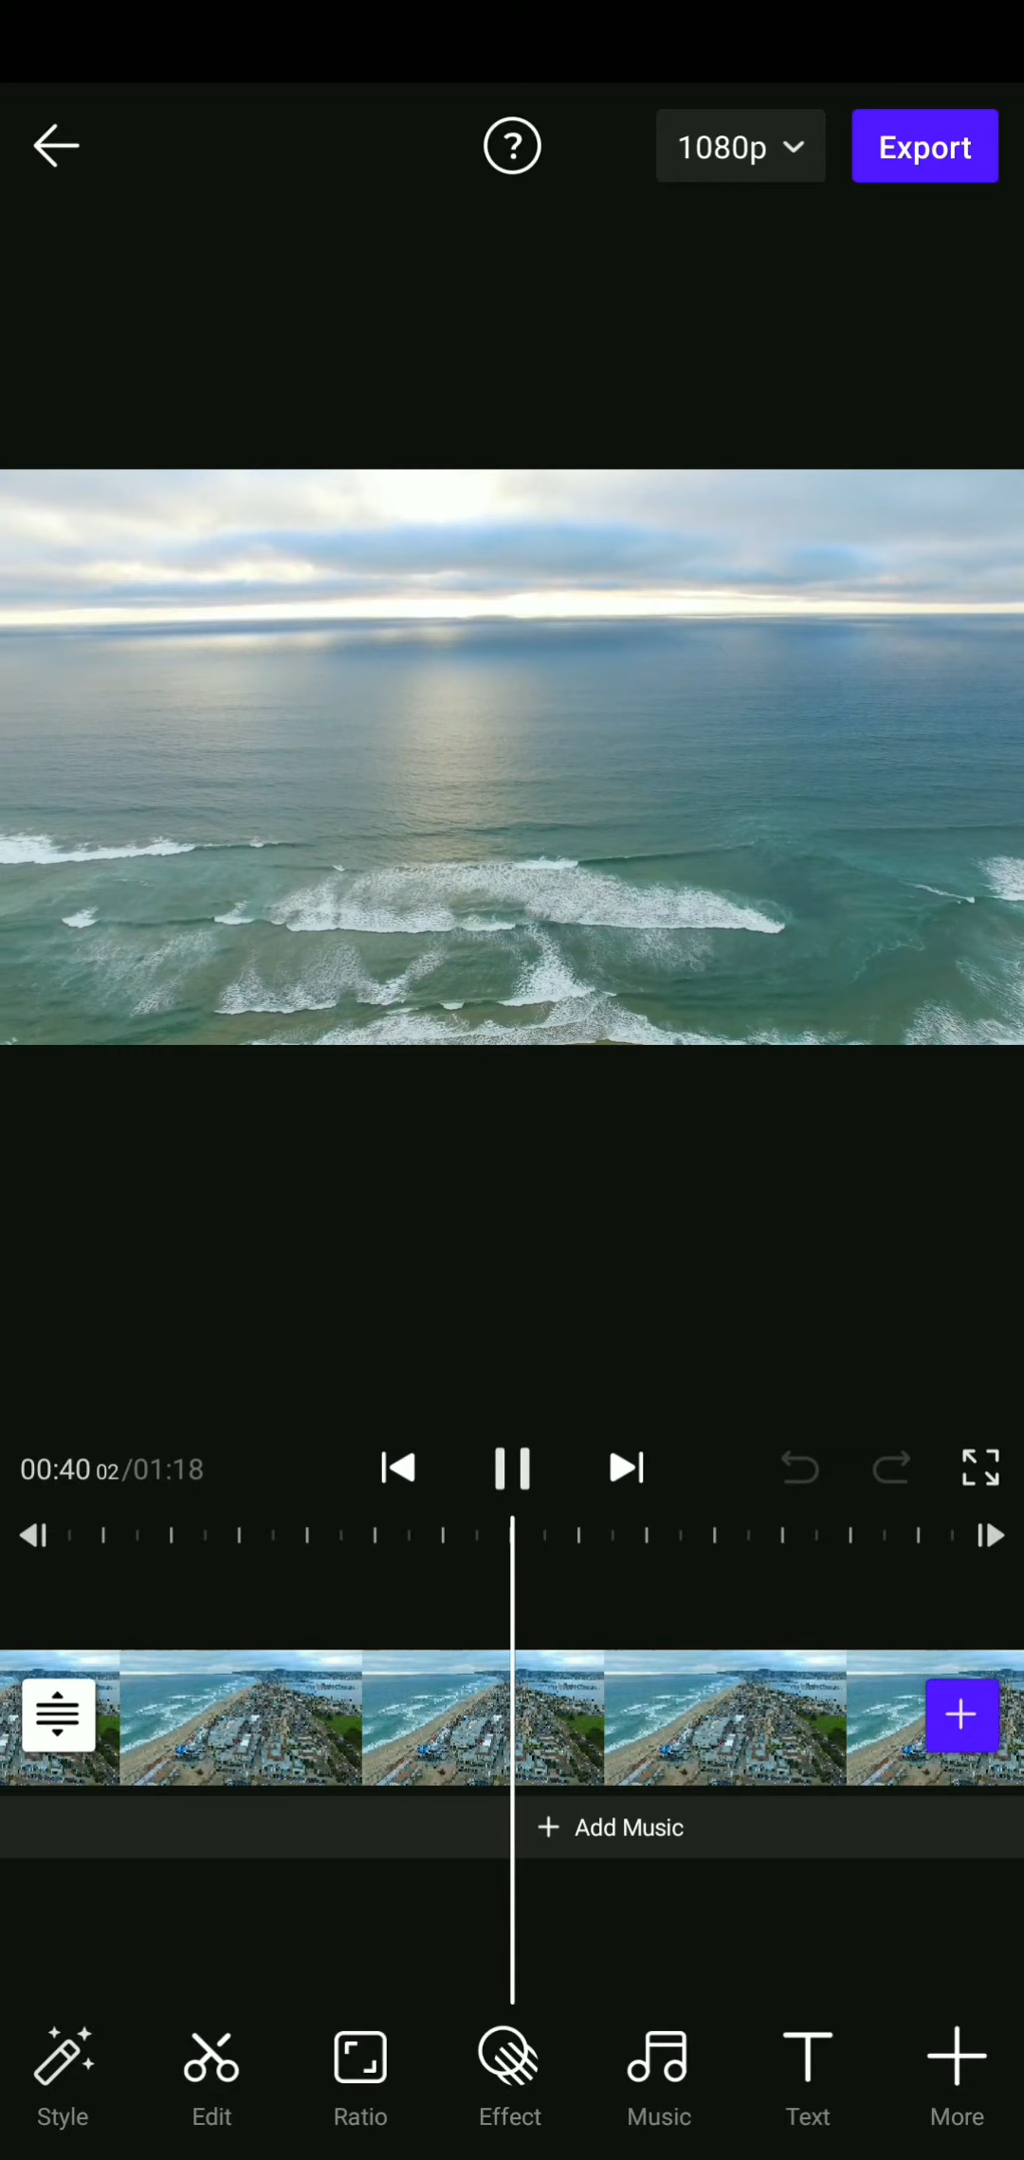 1080p
Export
00:40 02/01:18
+ Add Music
Style
Edit
Ratio
Effect
Music
Text
More